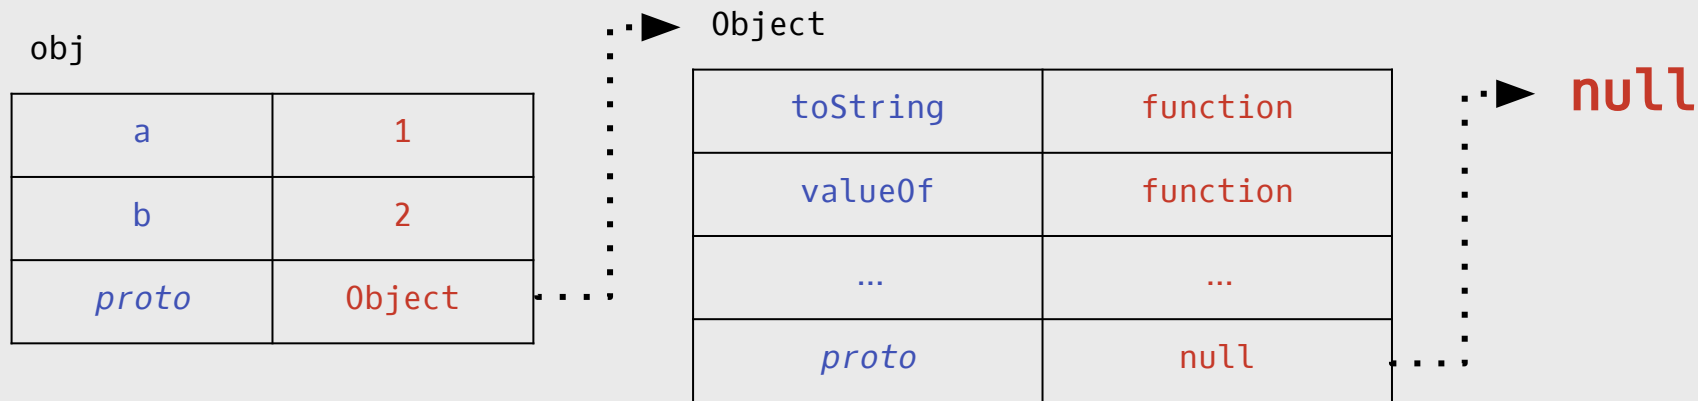 obj
a 1
b 2
proto Object
Object
toString function
valueOf function
... ...
proto null
null